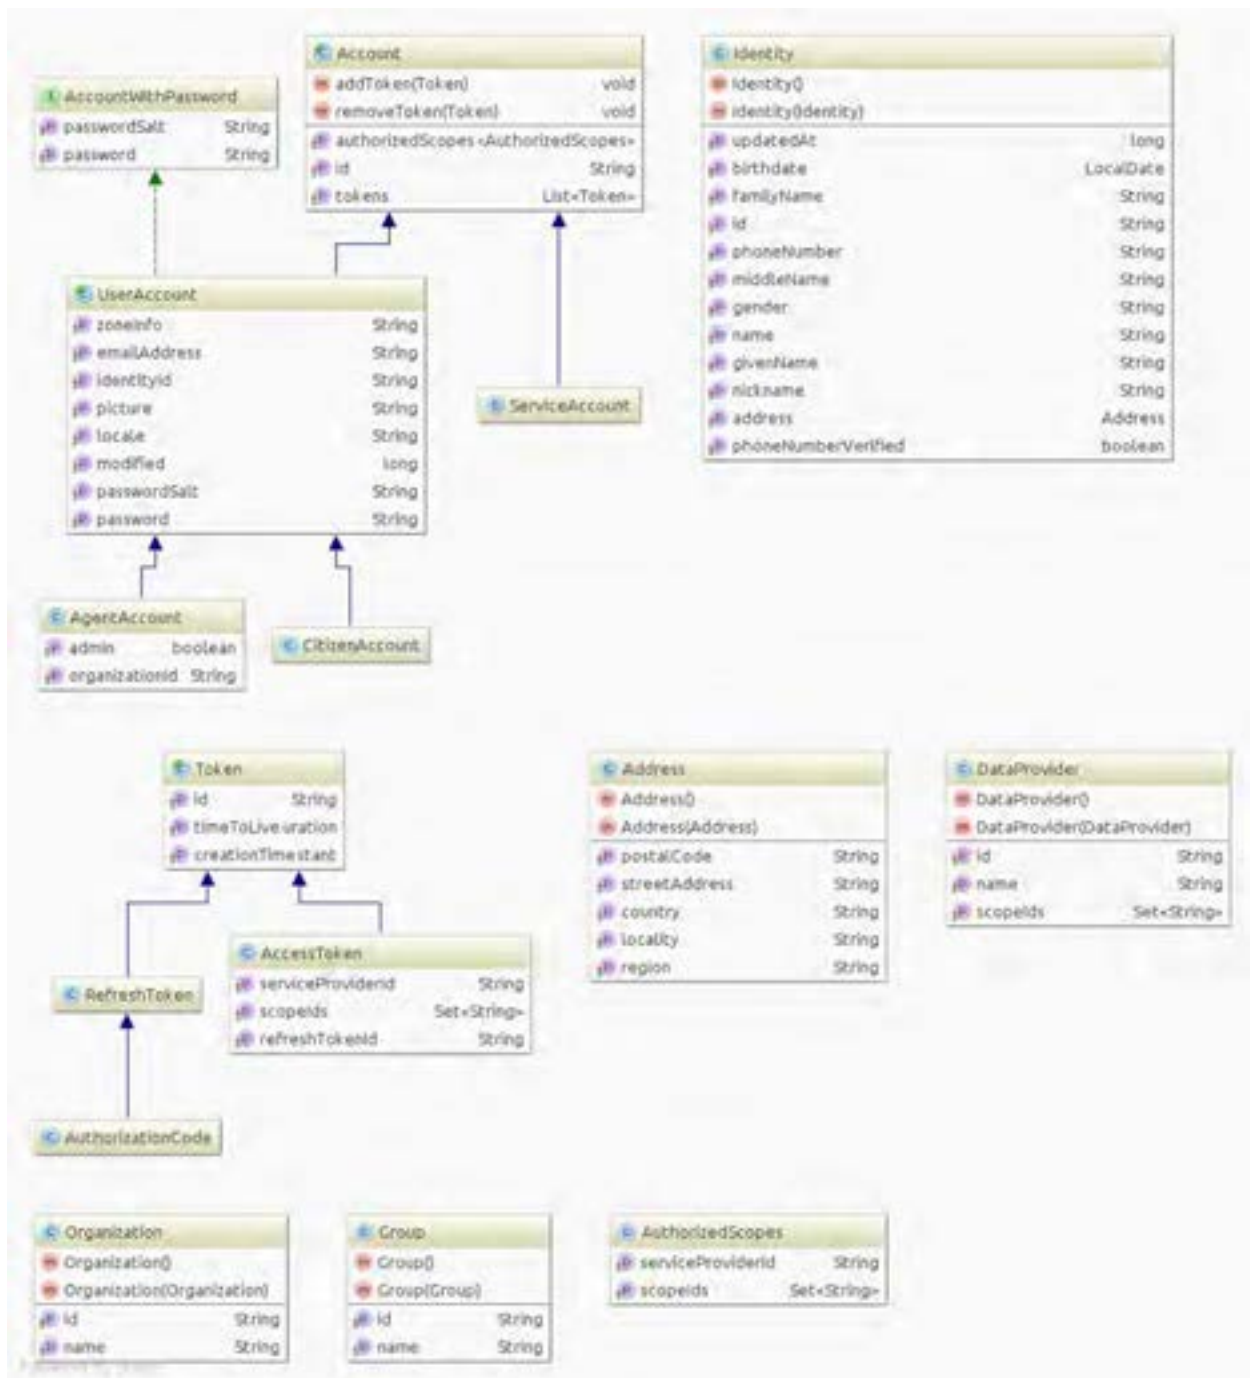 AccountWithPassword
passwordSalt String
password String
Account
addToken(Token) void
removeToken(Token) void
authorizedScopes <AuthorizedScopes>
id String
tokens List<Token>
Identity
Identity()
Identity(Identity)
updatedAt long
birthdate LocalDate
familyName String
id String
phoneNumber String
middleName String
gender String
name String
givenName String
nickname String
address Address
phoneNumberVerified boolean
UserAccount
zoneInfo String
emailAddress String
identityId String
picture String
locale String
modified long
passwordSalt String
password String
ServiceAccount
AgentAccount
admin boolean
organizationId String
CitizenAccount
Token
id String
timeToLive uration
creationTime stant
RefreshToken
AccessToken
serviceProviderId String
scopeIds Set<String>
refreshTokenId String
AuthorizationCode
Address
Address()
Address(Address)
postalCode String
streetAddress String
country String
locality String
region String
DataProvider
DataProvider()
DataProvider(DataProvider)
id String
name String
scopeIds Set<String>
Organization
Organization()
Organization(Organization)
id String
name String
Group
Group()
Group(Group)
id String
name String
AuthorizedScopes
serviceProviderId String
scopeIds Set<String>